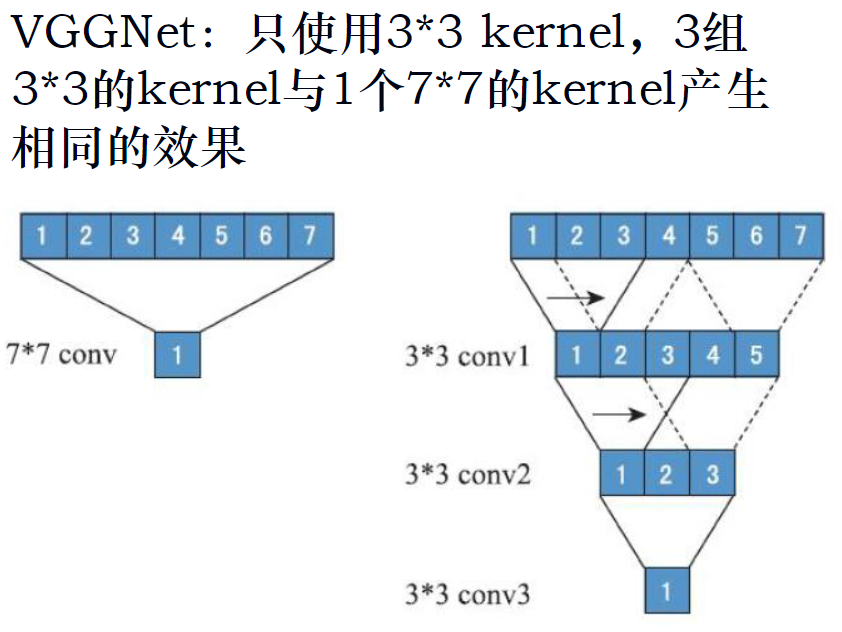 VGGNet：只使用3*3 kernel，3组
3*3的kernel与1个7*7的kernel产生
相同的效果
1 2 3 4 5 6 7
7*7 conv
1
1 2 3 4 5 6 7
3*3 conv1
1 2 3 4 5
3*3 conv2
1 2 3
3*3 conv3
1